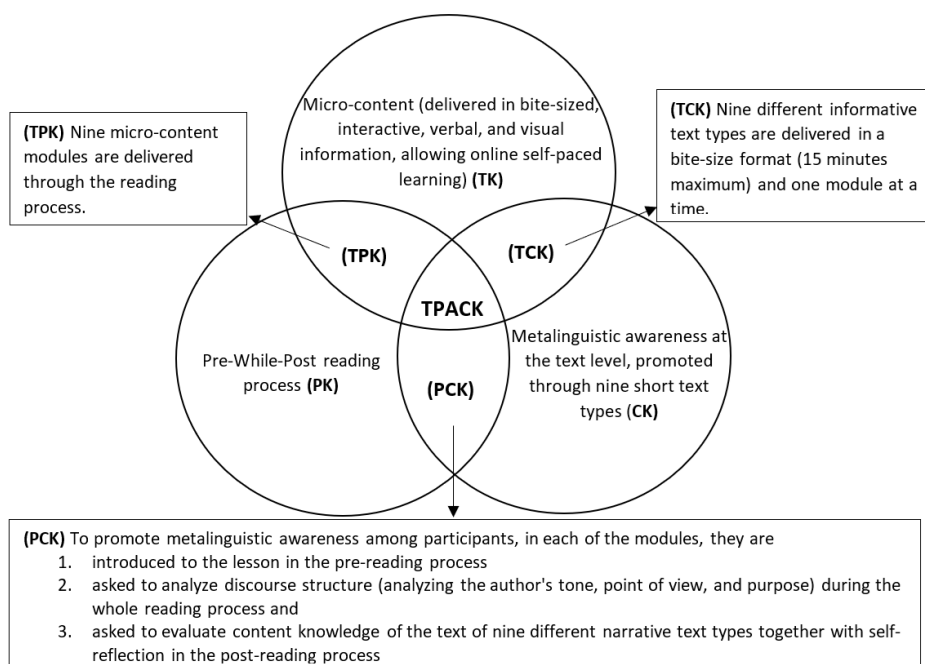 Micro-content (delivered in bite-sized,
interactive, verbal, and visual
information, allowing online self-paced
learning) (TK)
(TPK) Nine micro-content
modules are delivered
through the reading
process.
(TCK) Nine different informative
text types are delivered in a
bite-size format (15 minutes
maximum) and one module at a
time.
(TPK)
(TCK)
TPACK
Pre-While-Post reading
process (PK)
(PCK)
Metalinguistic awareness at
the text level, promoted
through nine short text
types (CK)
(PCK) To promote metalinguistic awareness among participants, in each of the modules, they are
1. introduced to the lesson in the pre-reading process
2. asked to analyze discourse structure (analyzing the author's tone, point of view, and purpose) during the
whole reading process and
3. asked to evaluate content knowledge of the text of nine different narrative text types together with self-
reflection in the post-reading process